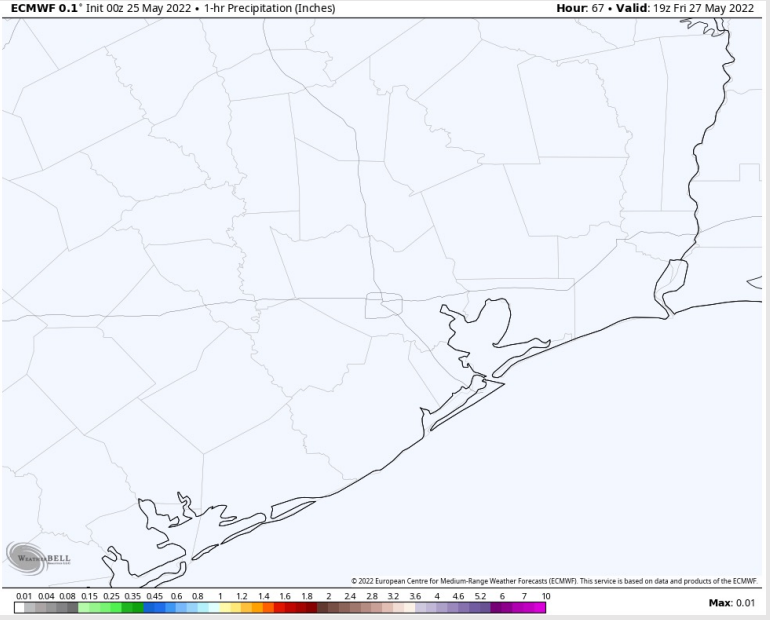 ECMWF 0.1° Init 00z 25 May 2022 • 1-hr Precipitation (Inches) Hour: 67 • Valid: 19z Fri 27 May 2022
WeatherBELL
© 2022 European Centre for Medium-Range Weather Forecasts (ECMWF). This service is based on data and products of the ECMWF.
0.01 0.04 0.08 0.15 0.25 0.35 0.45 0.6 0.8 1 1.2 1.4 1.6 1.8 2 2.4 2.8 3.2 3.6 4 4.6 5.2 6 7 10
Max: 0.01